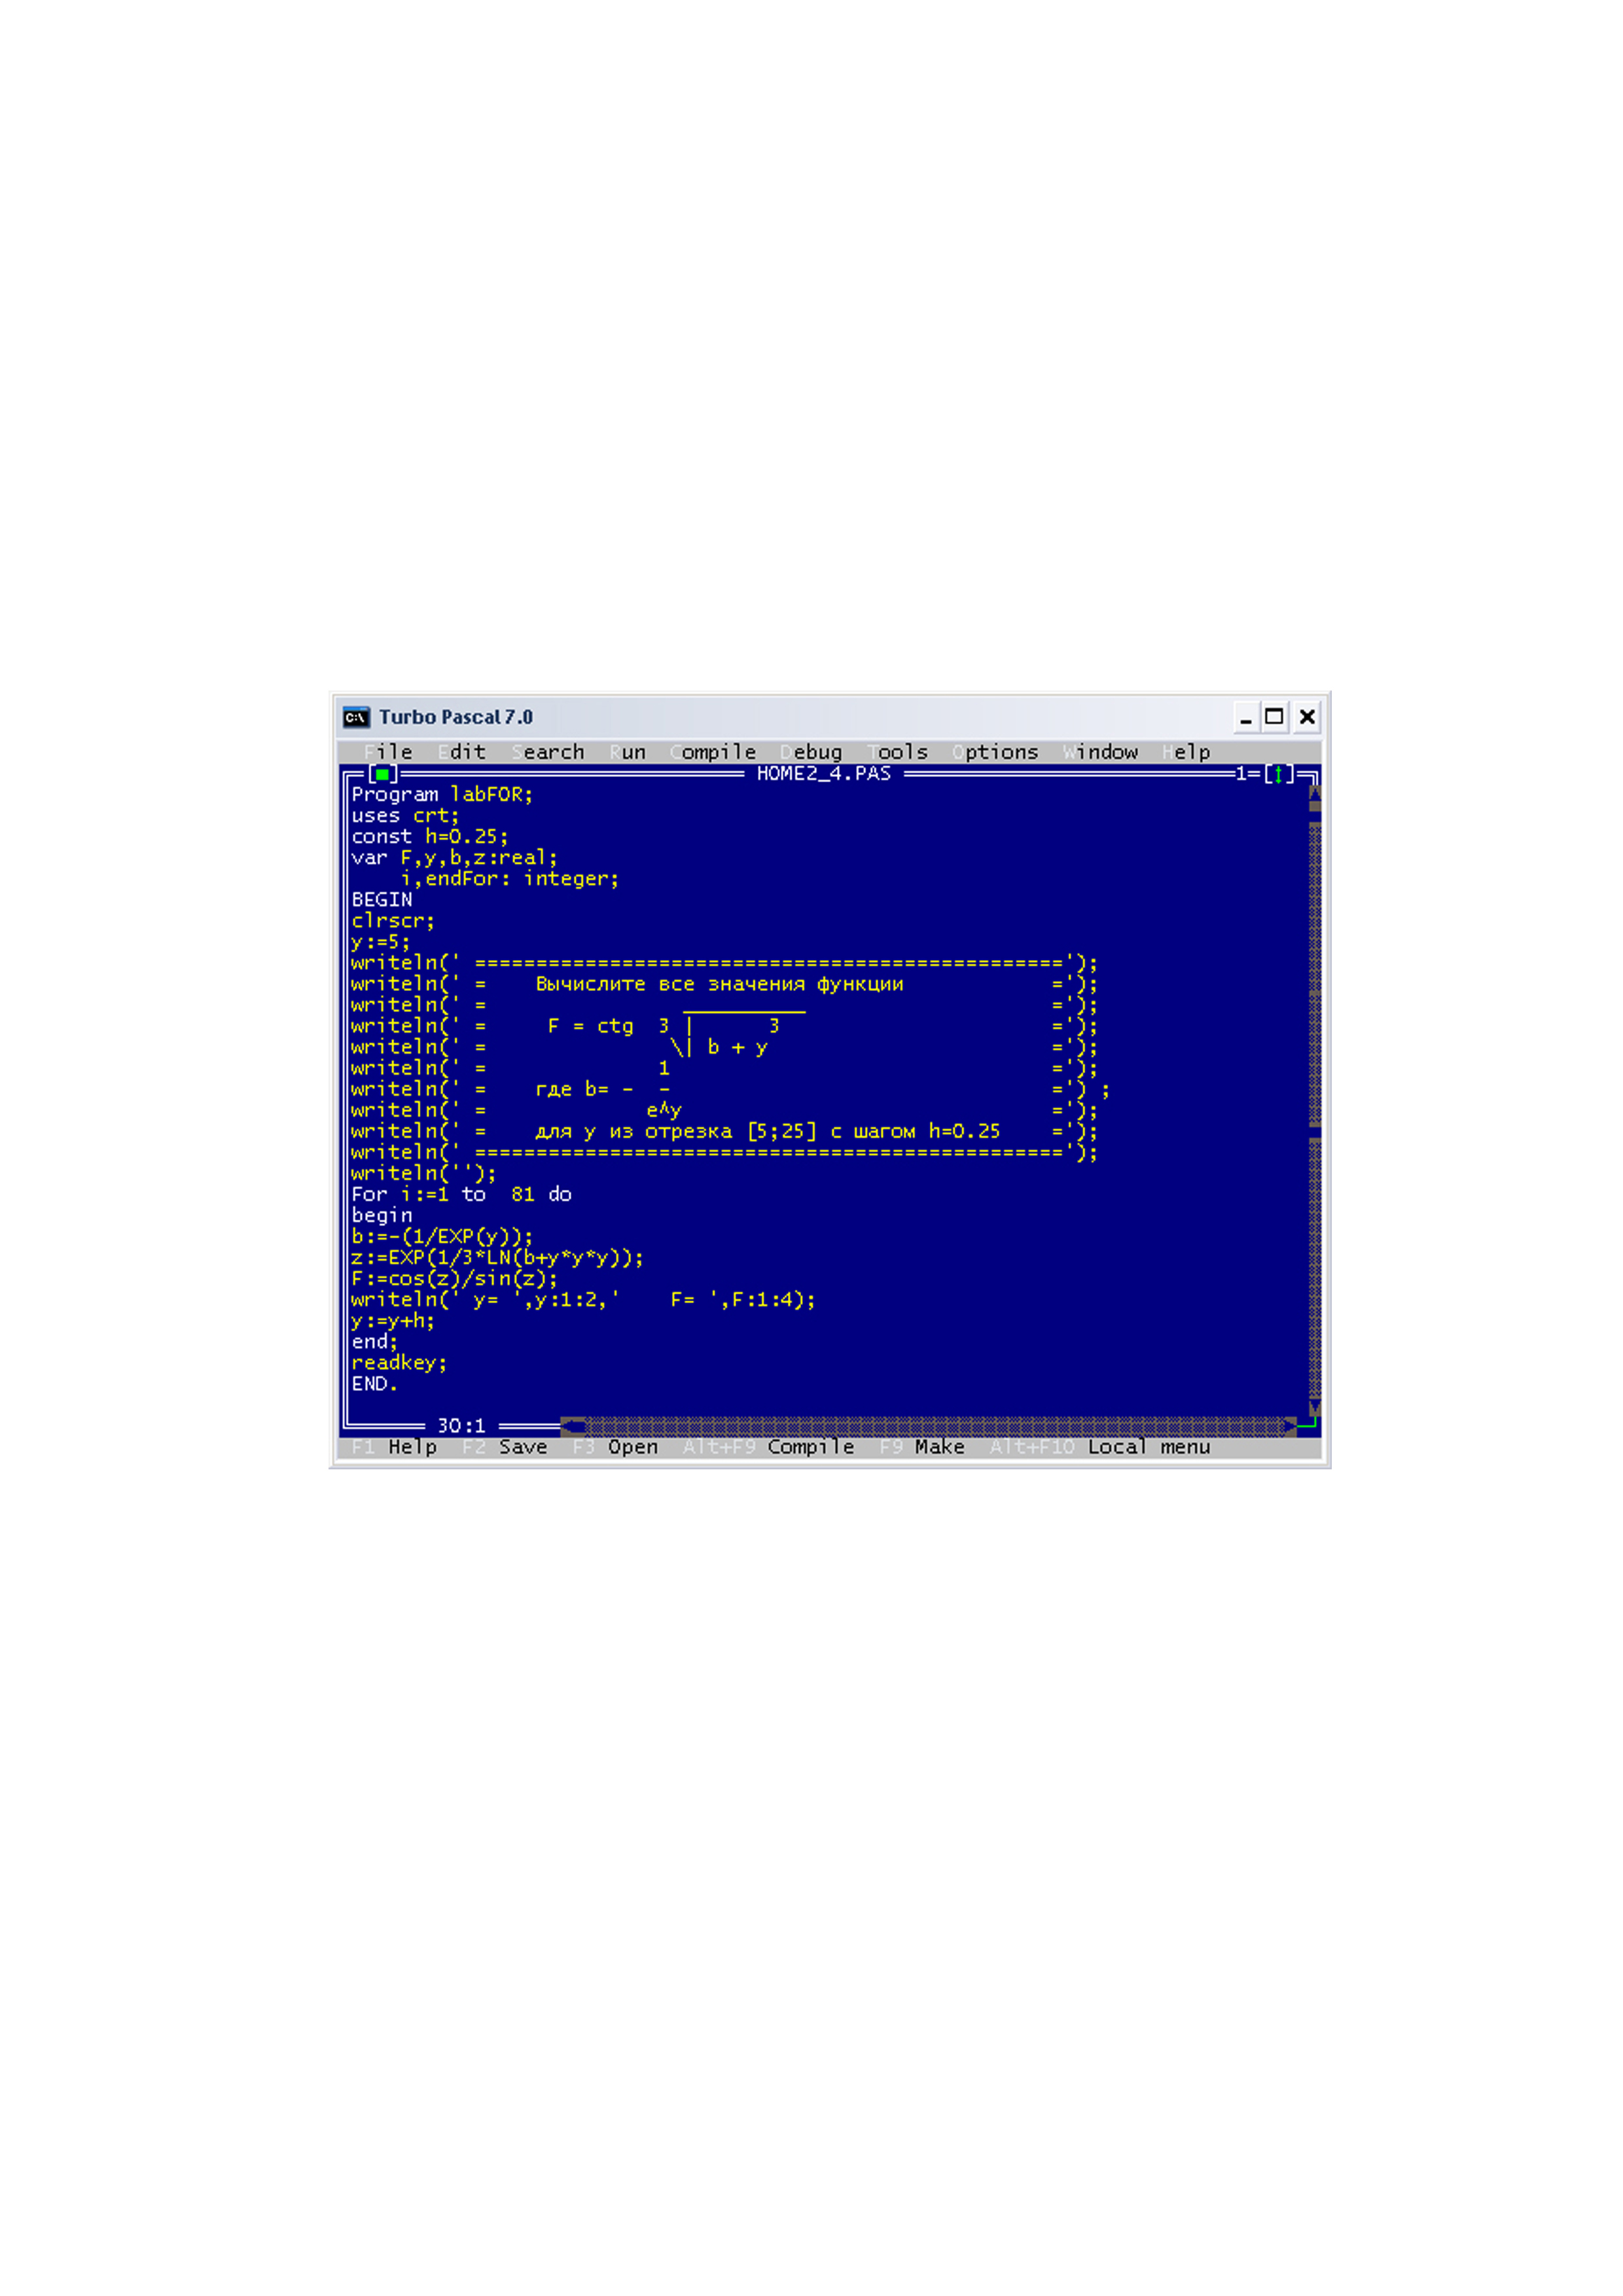 Turbo Pascal 7.0
File Edit Search Run Compile Debug Tools Options Window Help
HOME2_4.PAS 1=[↕]
Program labFOR;
uses crt;
const h=0.25;
var F,y,b,z:real;
    i,endFor: integer;
BEGIN
clrscr;
y:=5;
writeln(' ================================================');
writeln(' =    Вычислите все значения функции            =');
writeln(' =                __________                    =');
writeln(' =     F = ctg  3 |      3                      =');
writeln(' =               \| b + y                       =');
writeln(' =              1                               =');
writeln(' =    где b= -  -                               =') ;
writeln(' =             e^y                              =');
writeln(' =    для y из отрезка [5;25] с шагом h=0.25    =');
writeln(' ================================================');
writeln('');
For i:=1 to  81 do
begin
b:=-(1/EXP(y));
z:=EXP(1/3*LN(b+y*y*y));
F:=cos(z)/sin(z);
writeln(' y= ',y:1:2,'    F= ',F:1:4);
y:=y+h;
end;
readkey;
END.
30:1
F1 Help F2 Save F3 Open Alt+F9 Compile F9 Make Alt+F10 Local menu